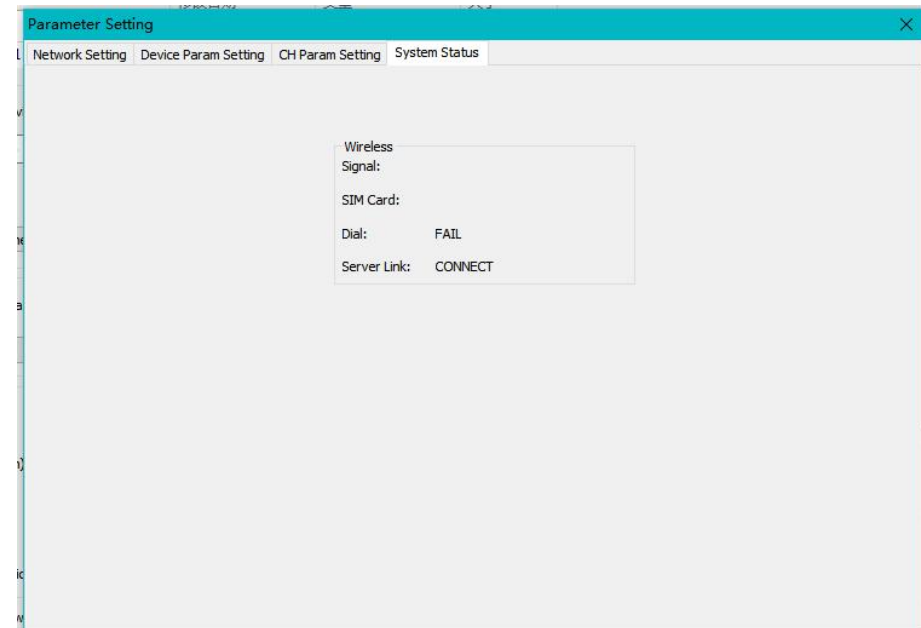 Parameter Setting
Network Setting Device Param Setting CH Param Setting System Status
Wireless
Signal:
SIM Card:
Dial: FAIL
Server Link: CONNECT